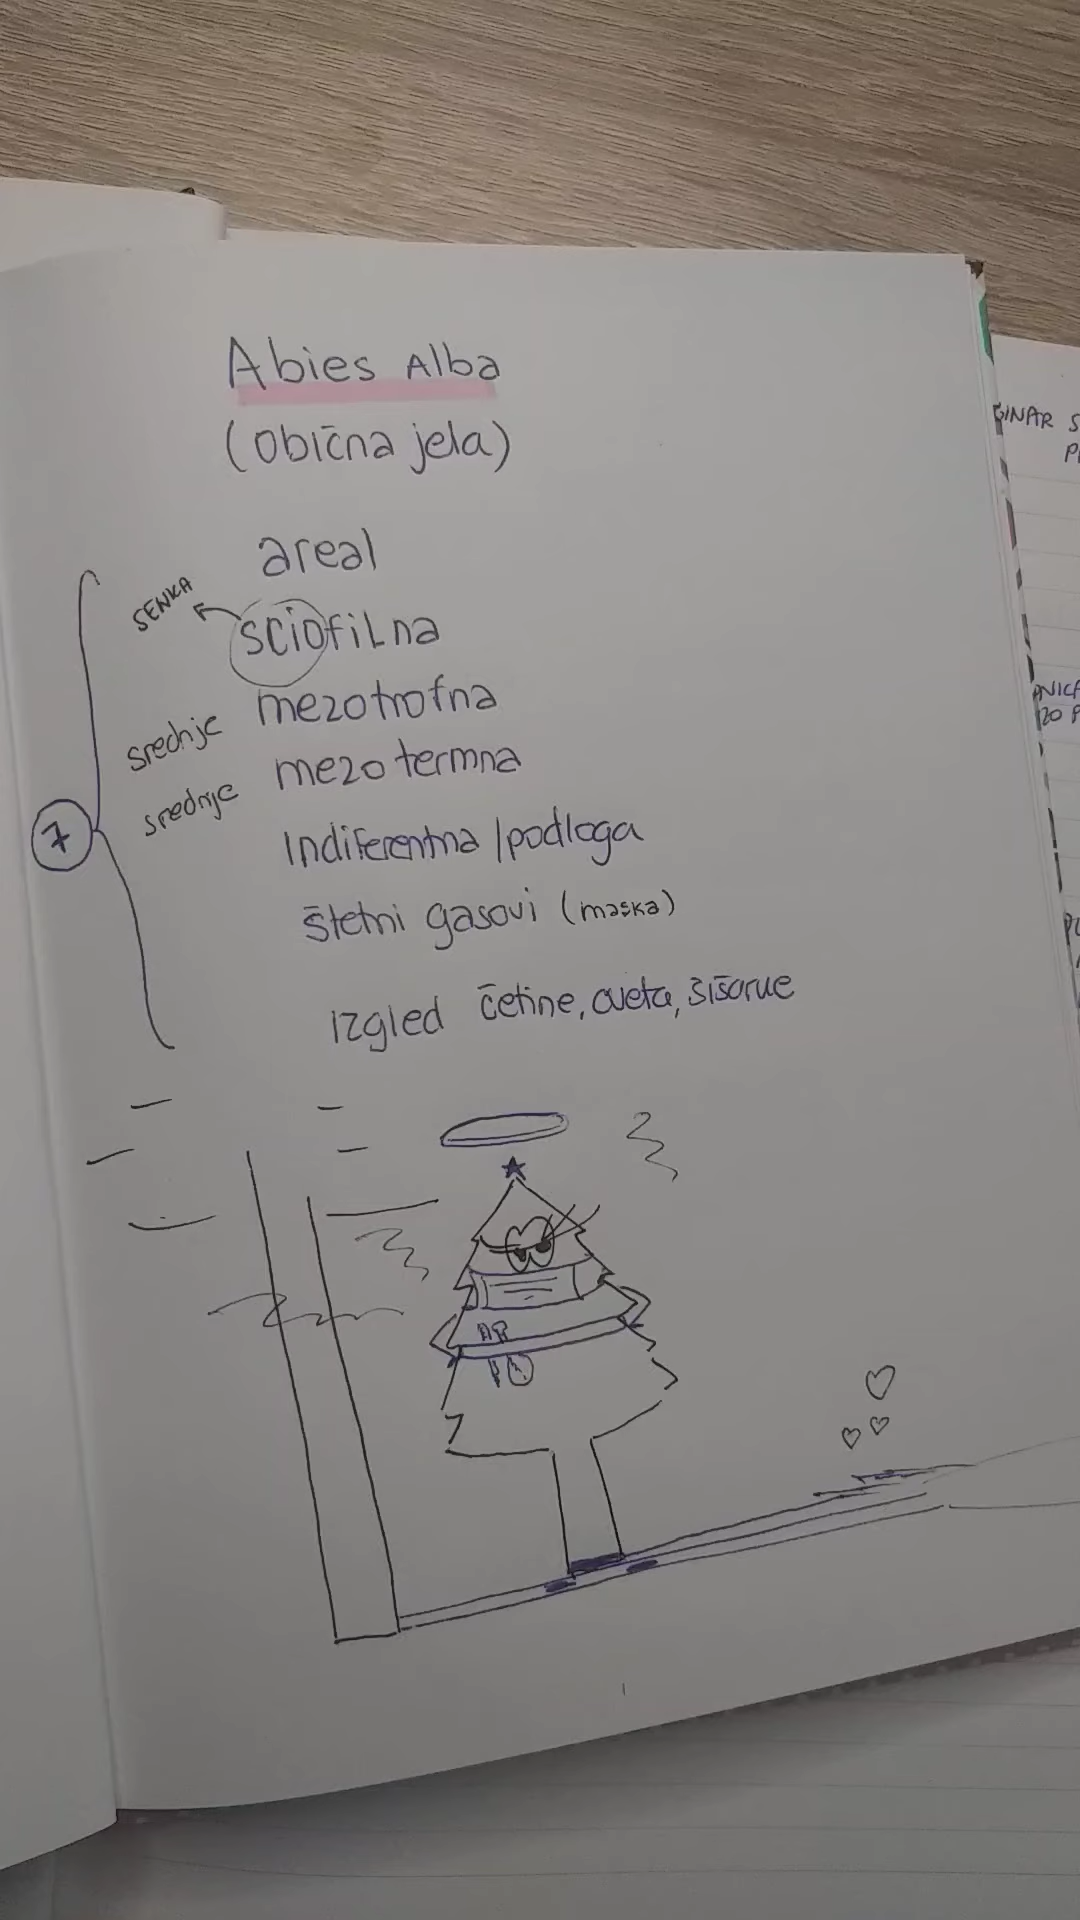 Abies Alba
(Obična jela)
areal
SENKA
sciofilna
srednje mezotrofna
srednje mezotermna
Indiferentna /podloga
štetni gasovi (maska)
izgled četine, cveta, šišarue
7